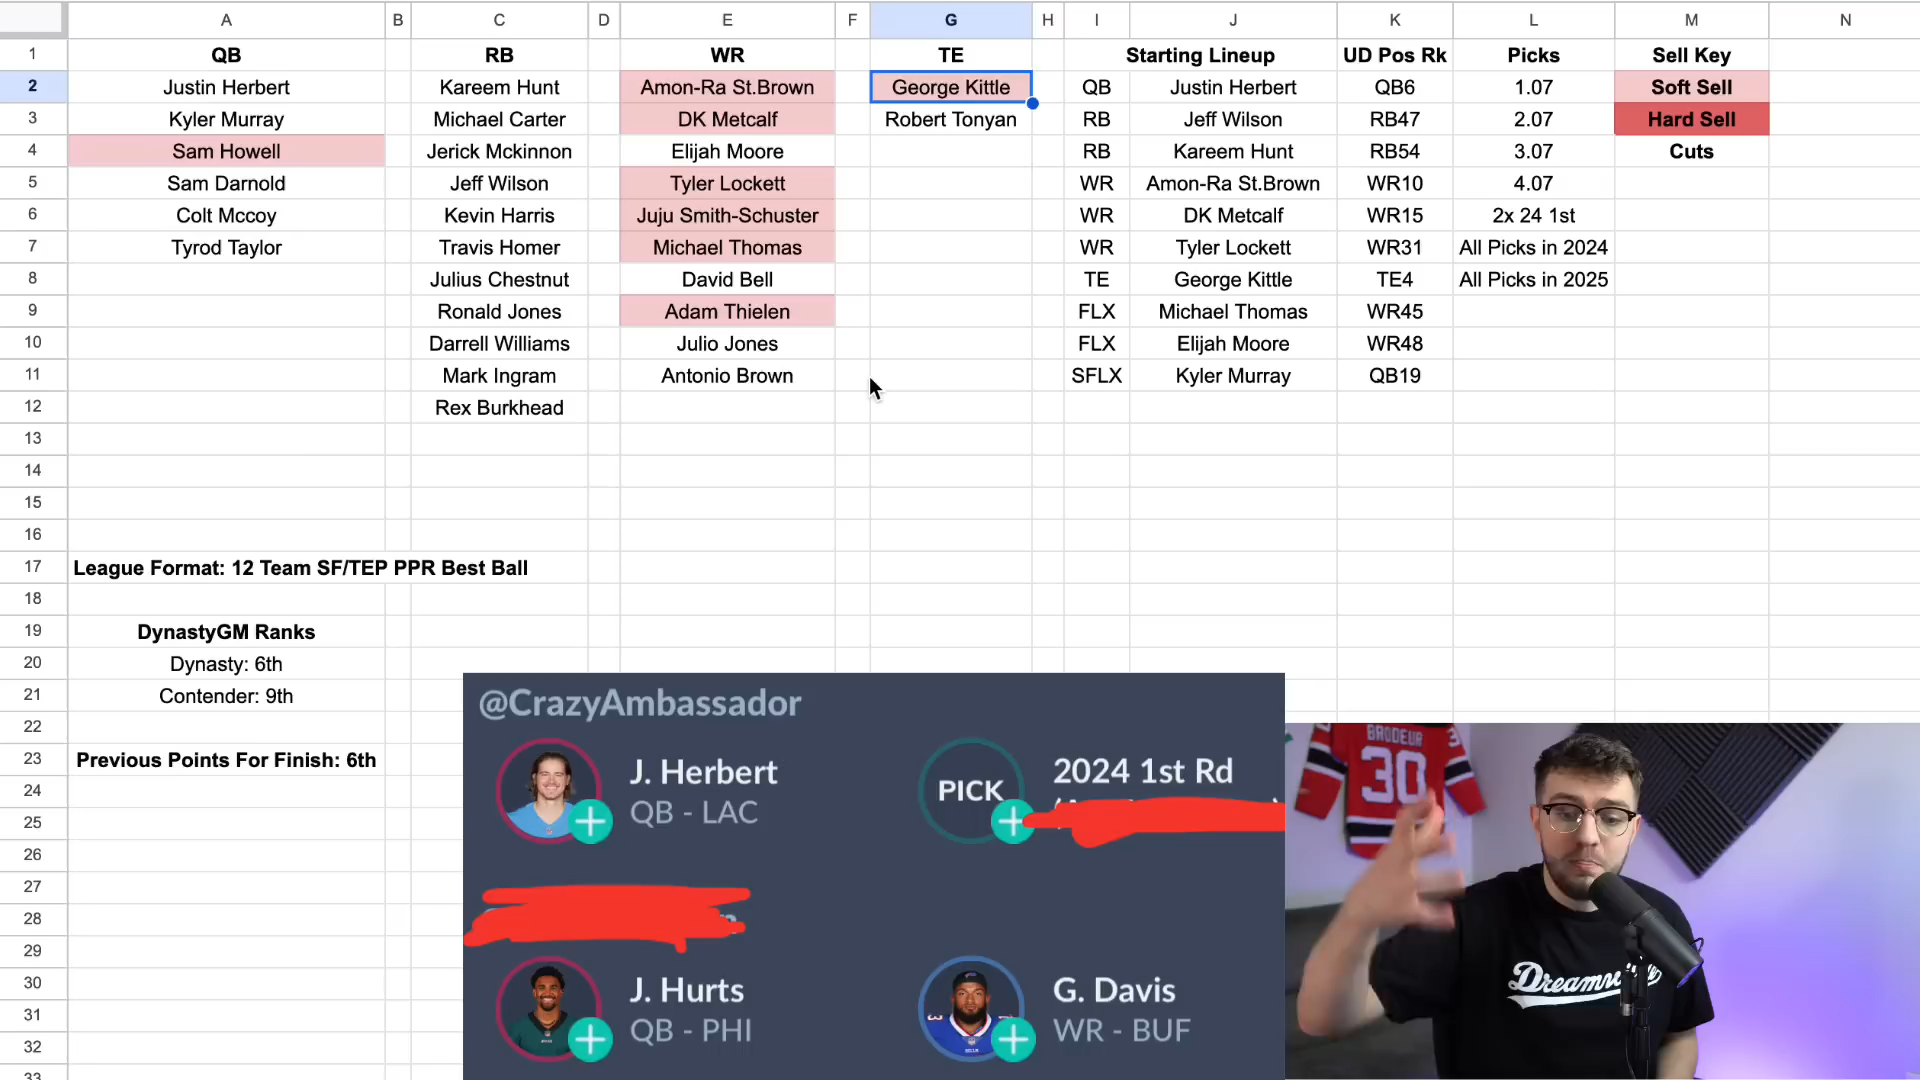 A B C D E F G H I J K L M N
1 QB RB WR TE Starting Lineup UD Pos Rk Picks Sell Key
2 Justin Herbert Kareem Hunt Amon-Ra St.Brown George Kittle QB Justin Herbert QB6 1.07 Soft Sell
3 Kyler Murray Michael Carter DK Metcalf Robert Tonyan RB Jeff Wilson RB47 2.07 Hard Sell
4 Sam Howell Jerick Mckinnon Elijah Moore RB Kareem Hunt RB54 3.07 Cuts
5 Sam Darnold Jeff Wilson Tyler Lockett WR Amon-Ra St.Brown WR10 4.07
6 Colt Mccoy Kevin Harris Juju Smith-Schuster WR DK Metcalf WR15 2x 24 1st
7 Tyrod Taylor Travis Homer Michael Thomas WR Tyler Lockett WR31 All Picks in 2024
8 Julius Chestnut David Bell TE George Kittle TE4 All Picks in 2025
9 Ronald Jones Adam Thielen FLX Michael Thomas WR45
10 Darrell Williams Julio Jones FLX Elijah Moore WR48
11 Mark Ingram Antonio Brown SFLX Kyler Murray QB19
12 Rex Burkhead
13
14
15
16
17 League Format: 12 Team SF/TEP PPR Best Ball
18
19 DynastyGM Ranks
20 Dynasty: 6th
21 Contender: 9th
22
23 Previous Points For Finish: 6th
24
25
26
27
28
29
30
31
32
33
@CrazyAmbassador
J. Herbert
QB - LAC
PICK
2024 1st Rd
J. Hurts
QB - PHI
G. Davis
WR - BUF
BRODEUR
30